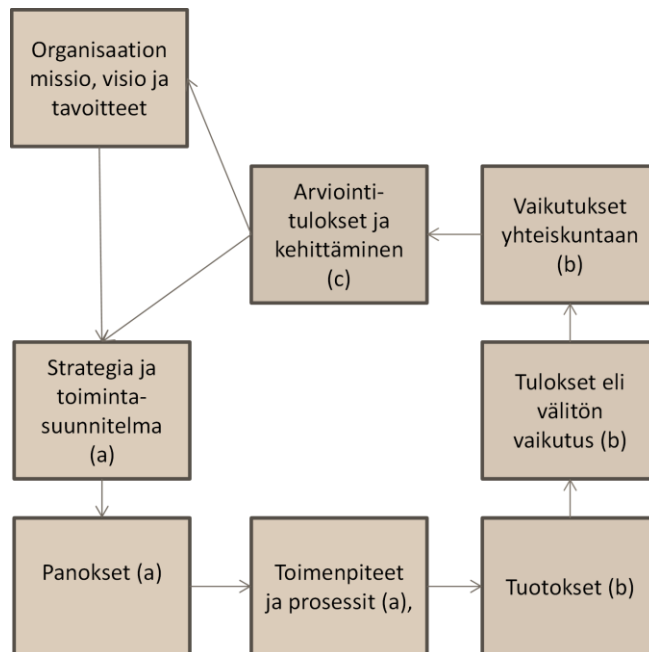 Organisaation
missio, visio ja
tavoitteet
Arviointi-
tulokset ja
kehittäminen
(c)
Vaikutukset
yhteiskuntaan
(b)
Strategia ja
toiminta-
suunnitelma
(a)
Tulokset eli
välitön
vaikutus (b)
Panokset (a)
Toimenpiteet
ja prosessit (a),
Tuotokset (b)